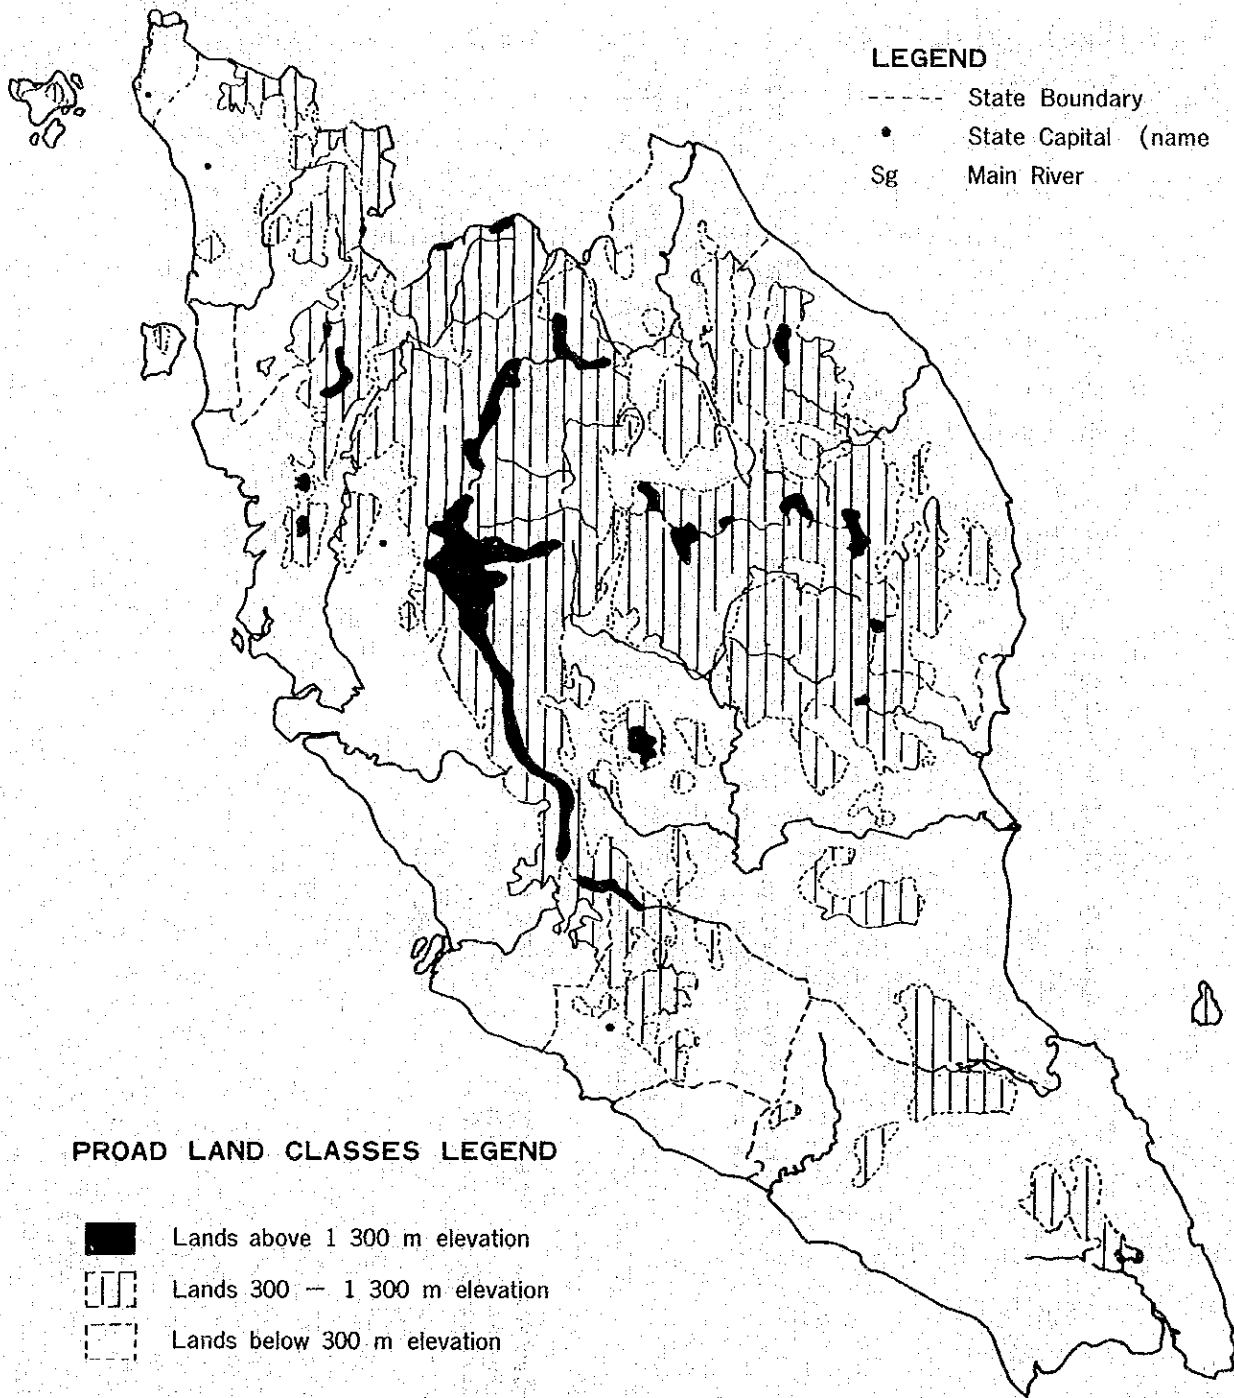 LEGEND
State Boundary
State Capital (name
Sg Main River
PROAD LAND CLASSES LEGEND
Lands above 1 300 m elevation
Lands 300 — 1 300 m elevation
Lands below 300 m elevation